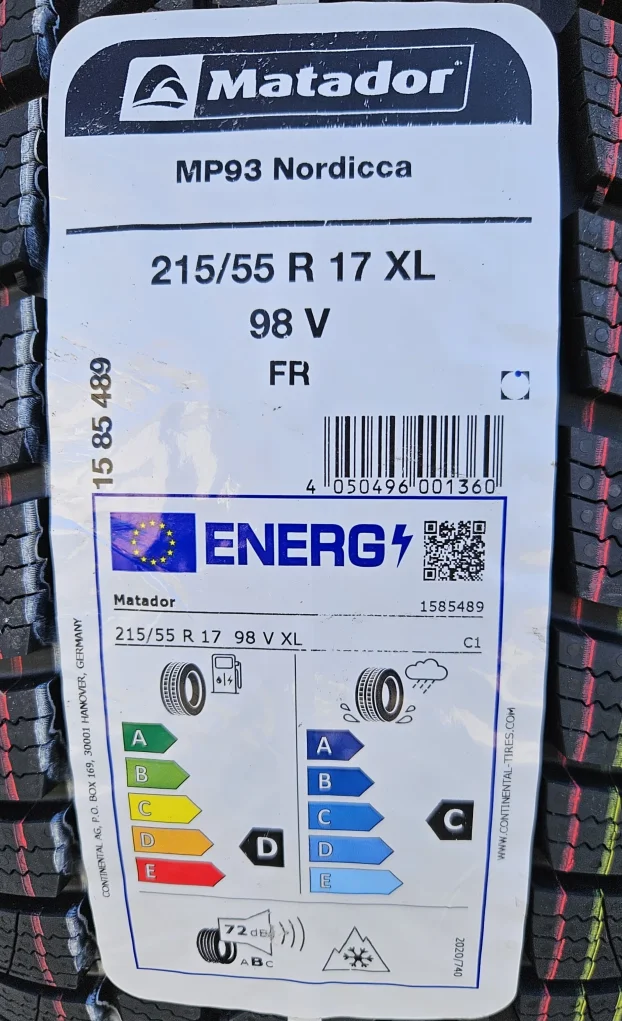 Matador
MP93 Nordicca
215/55 R 17 XL
98 V
FR
15 85 489
4 050496 001360
ENERG
Matador 1585489
215/55 R 17 98 V XL C1
A
B
C
D
E
D
A
B
C
D
E
C
72 dB
ABC
2020/740
CONTINENTAL AG, P.O. BOX 169, 30001 HANOVER, GERMANY
WWW.CONTINENTAL-TIRES.COM